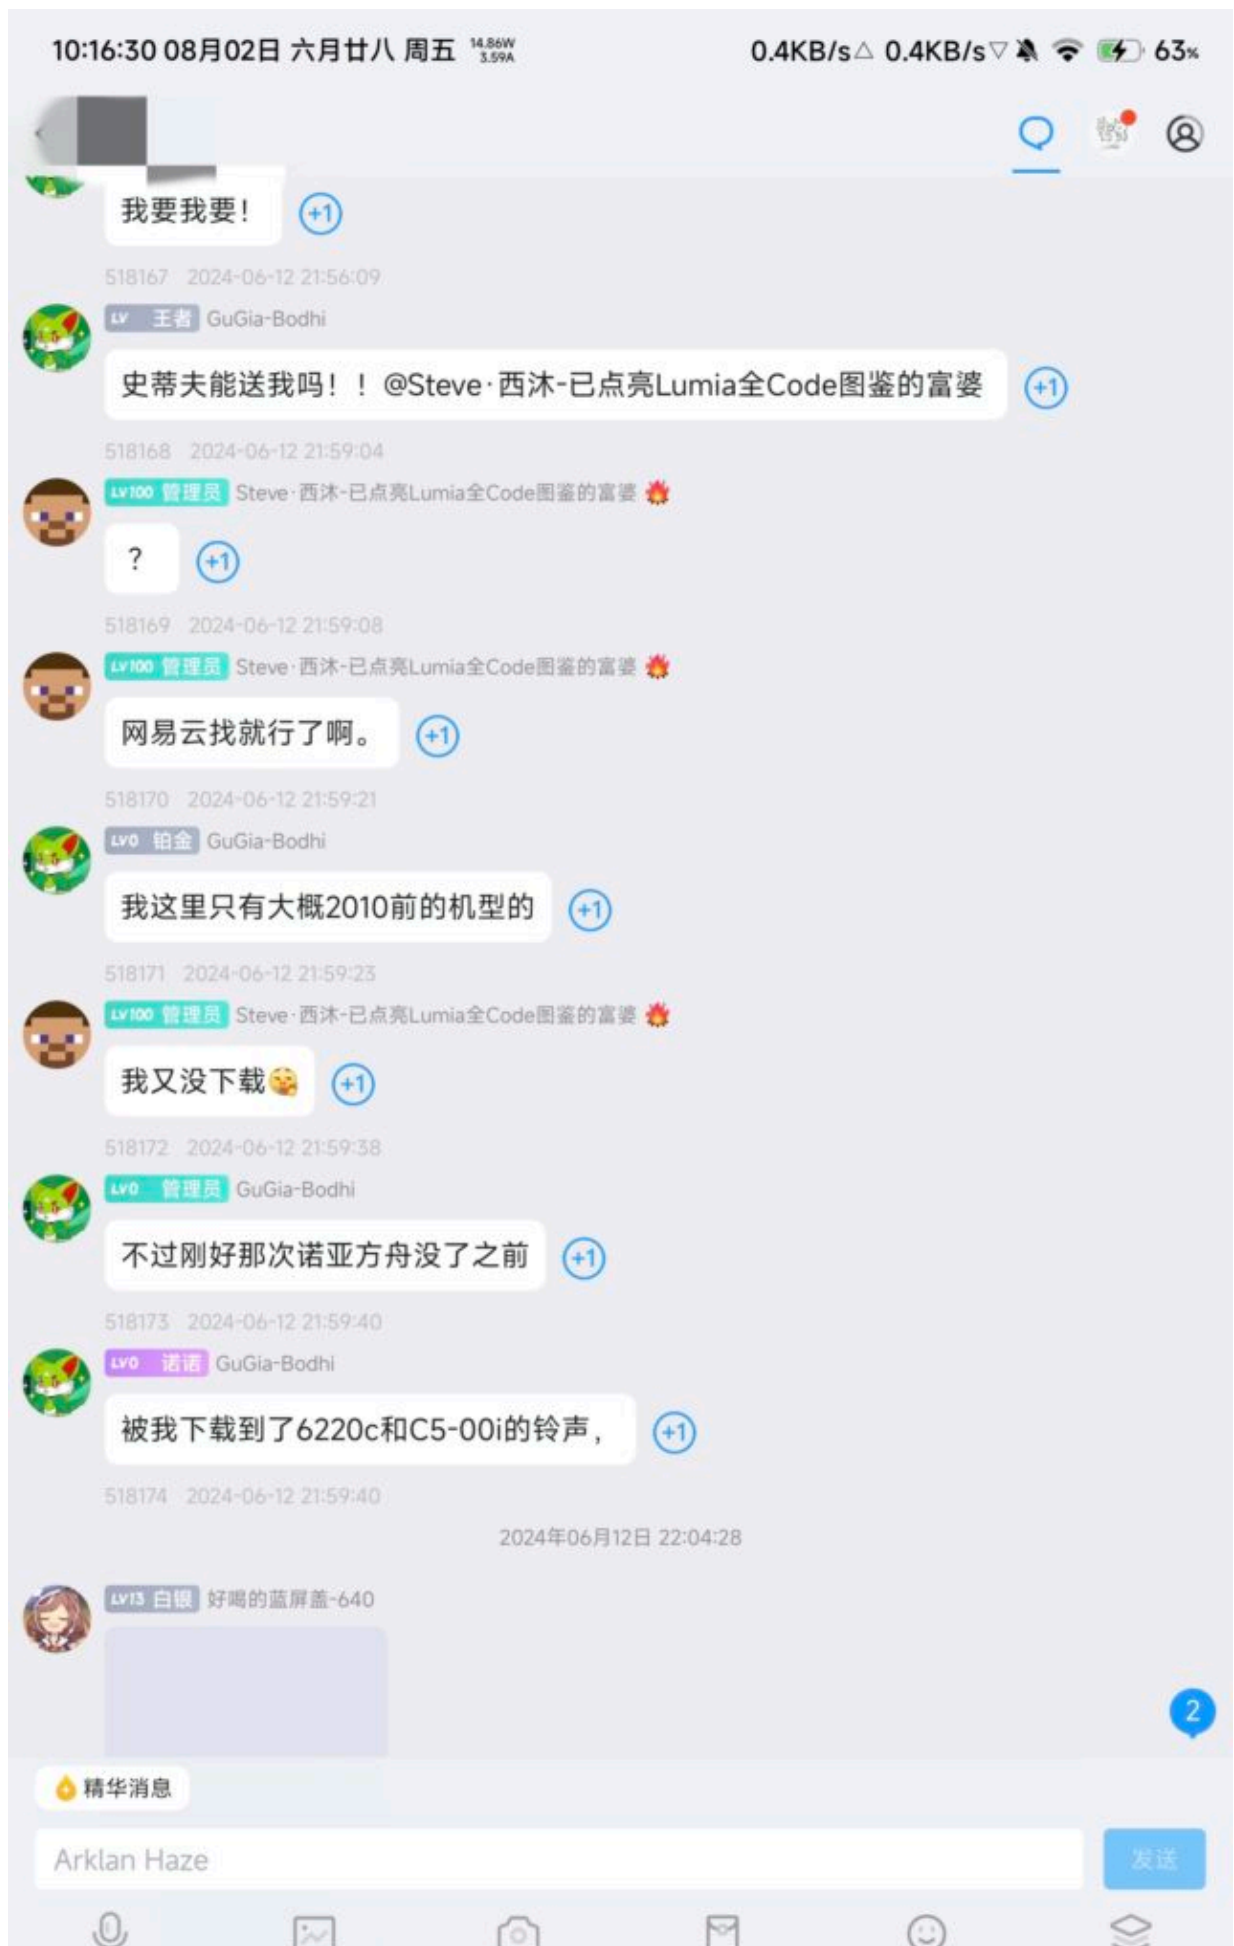 10:16:30 08月02日 六月廿八 周五 14.86W 3.59A 0.4KB/s△ 0.4KB/s▽ 63%
我要我要！ +1
518167 2024-06-12 21:56:09
LV 王者 GuGia-Bodhi
史蒂夫能送我吗！！@Steve·西沐-已点亮Lumia全Code图鉴的富婆 +1
518168 2024-06-12 21:59:04
LV100 管理员 Steve·西沐-已点亮Lumia全Code图鉴的富婆
？ +1
518169 2024-06-12 21:59:08
LV100 管理员 Steve·西沐-已点亮Lumia全Code图鉴的富婆
网易云找就行了啊。 +1
518170 2024-06-12 21:59:21
LV0 铂金 GuGia-Bodhi
我这里只有大概2010前的机型的 +1
518171 2024-06-12 21:59:23
LV100 管理员 Steve·西沐-已点亮Lumia全Code图鉴的富婆
我又没下载 +1
518172 2024-06-12 21:59:38
LV0 管理员 GuGia-Bodhi
不过刚好那次诺亚方舟没了之前 +1
518173 2024-06-12 21:59:40
LV0 诺诺 GuGia-Bodhi
被我下载到了6220c和C5-00i的铃声， +1
518174 2024-06-12 21:59:40
2024年06月12日 22:04:28
LV13 白银 好喝的蓝屏盖-640
2
精华消息
Arklan Haze
发送